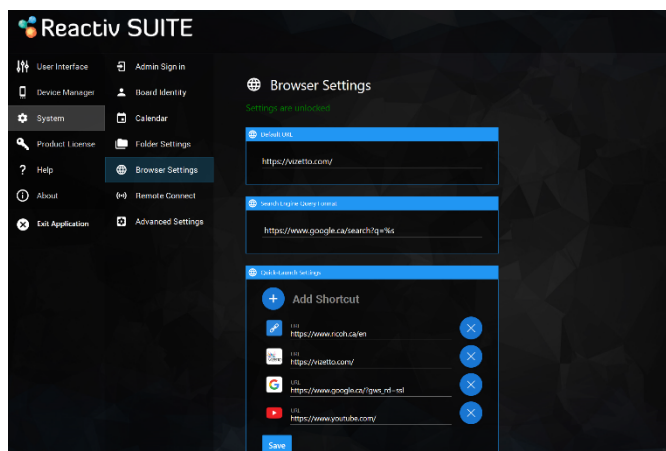 Reactiv SUITE
User Interface
Device Manager
System
Product License
Help
About
Exit Application
Admin Sign in
Board Identity
Calendar
Folder Settings
Browser Settings
Remote Connect
Advanced Settings
Browser Settings
Settings are unlocked
Default URL
https://vizetto.com/
Search Engine Query Format
https://www.google.ca/search?q=%s
Quick-Launch Settings
Add Shortcut
URL
https://www.ricoh.ca/en
URL
https://vizetto.com/
URL
https://www.google.ca/?gws_rd=ssl
URL
https://www.youtube.com/
Save